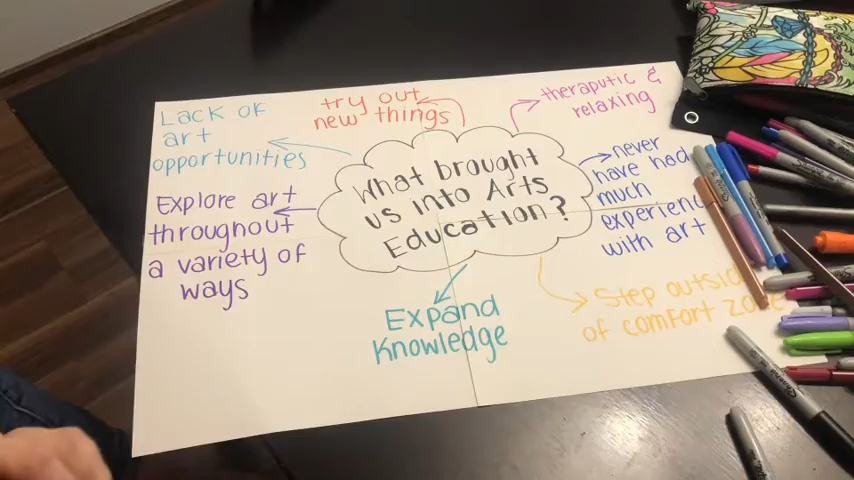 What brought
us into Arts
Education?
Lack of
art
opportunities
try out
new things
theraputic &
relaxing
never
have had
much
experienc
with art
Step outside
of comfort zone
Expand
Knowledge
Explore art
throughout
a variety of
ways